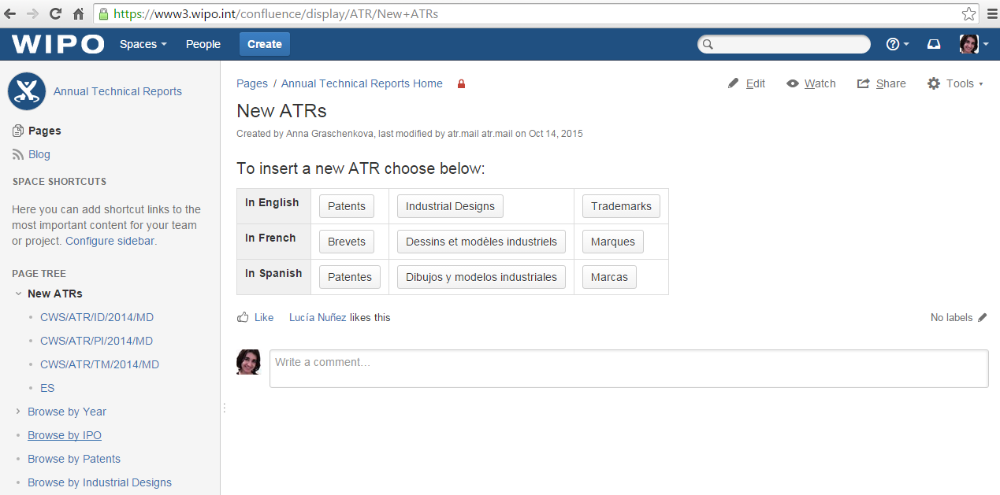 https://www3.wipo.int/confluence/display/ATR/New+ATRs
WIPO Spaces People Create
Annual Technical Reports
Pages
Blog
SPACE SHORTCUTS
Here you can add shortcut links to the
most important content for your team
or project. Configure sidebar.
PAGE TREE
New ATRs
CWS/ATR/ID/2014/MD
CWS/ATR/PI/2014/MD
CWS/ATR/TM/2014/MD
ES
Browse by Year
Browse by IPO
Browse by Patents
Browse by Industrial Designs
Pages / Annual Technical Reports Home
Edit Watch Share Tools
New ATRs
Created by Anna Graschenkova, last modified by atr.mail atr.mail on Oct 14, 2015
To insert a new ATR choose below:
In English Patents Industrial Designs Trademarks
In French Brevets Dessins et modèles industriels Marques
In Spanish Patentes Dibujos y modelos industriales Marcas
Like Lucía Nuñez likes this
No labels
Write a comment...